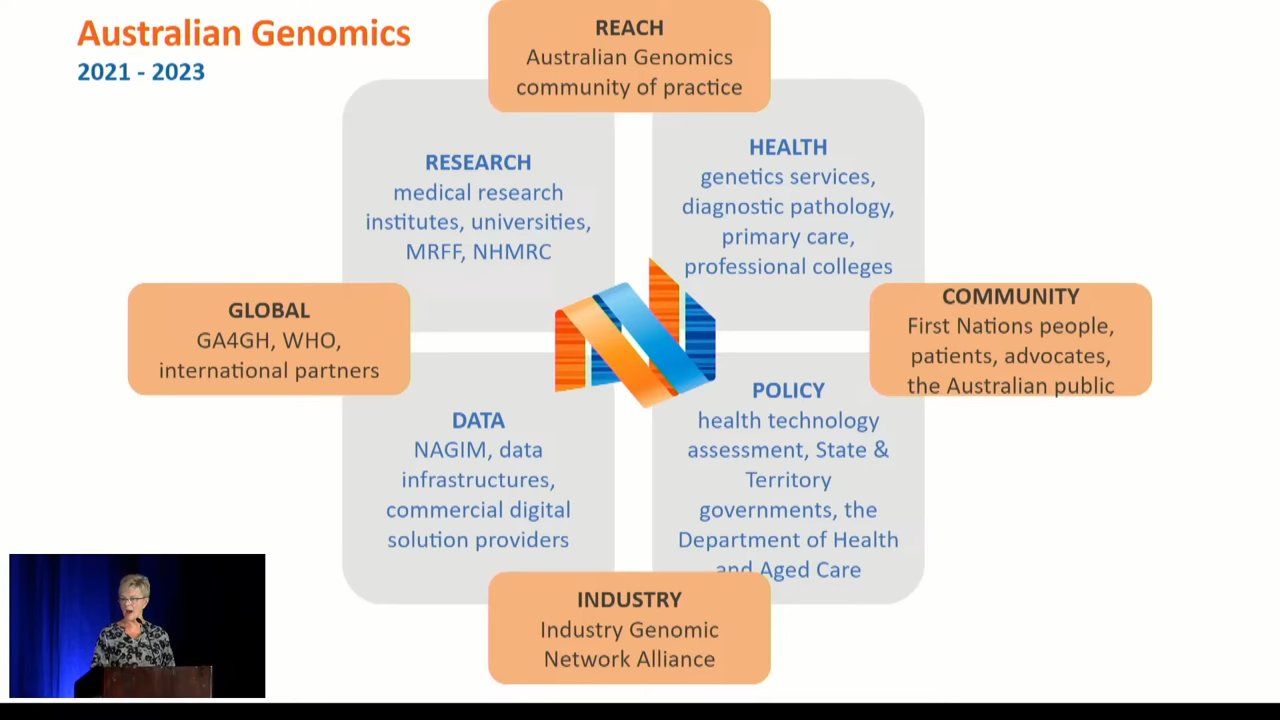 Australian Genomics
2021 - 2023
REACH
Australian Genomics
community of practice
RESEARCH
medical research
institutes, universities,
MRFF, NHMRC
HEALTH
genetics services,
diagnostic pathology,
primary care,
professional colleges
GLOBAL
GA4GH, WHO,
international partners
COMMUNITY
First Nations people,
patients, advocates,
the Australian public
DATA
NAGIM, data
infrastructures,
commercial digital
solution providers
POLICY
health technology
assessment, State &
Territory
governments, the
Department of Health
and Aged Care
INDUSTRY
Industry Genomic
Network Alliance